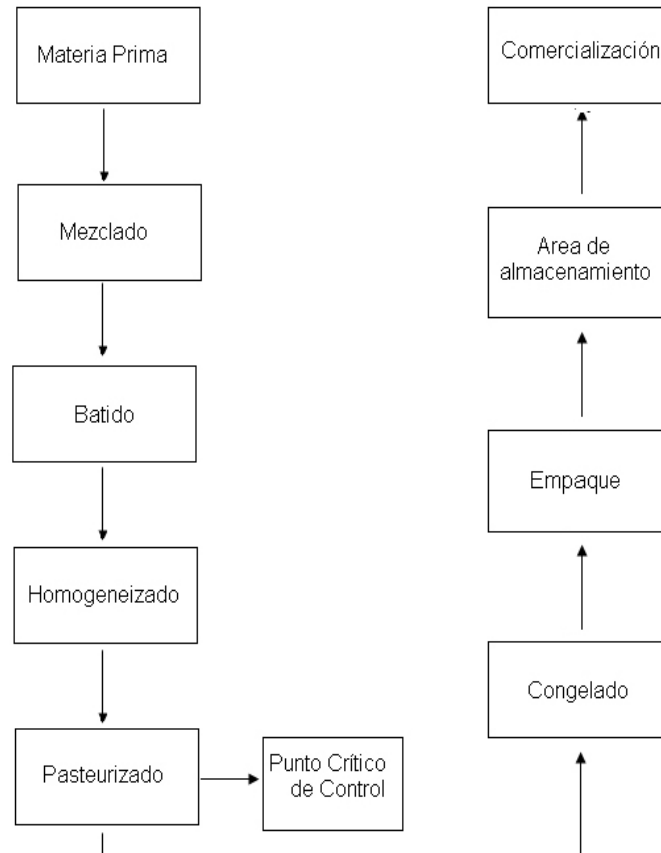 Materia Prima
Mezclado
Batido
Homogeneizado
Pasteurizado
Punto Crítico
de Control
Comercialización
Area de
almacenamiento
Empaque
Congelado